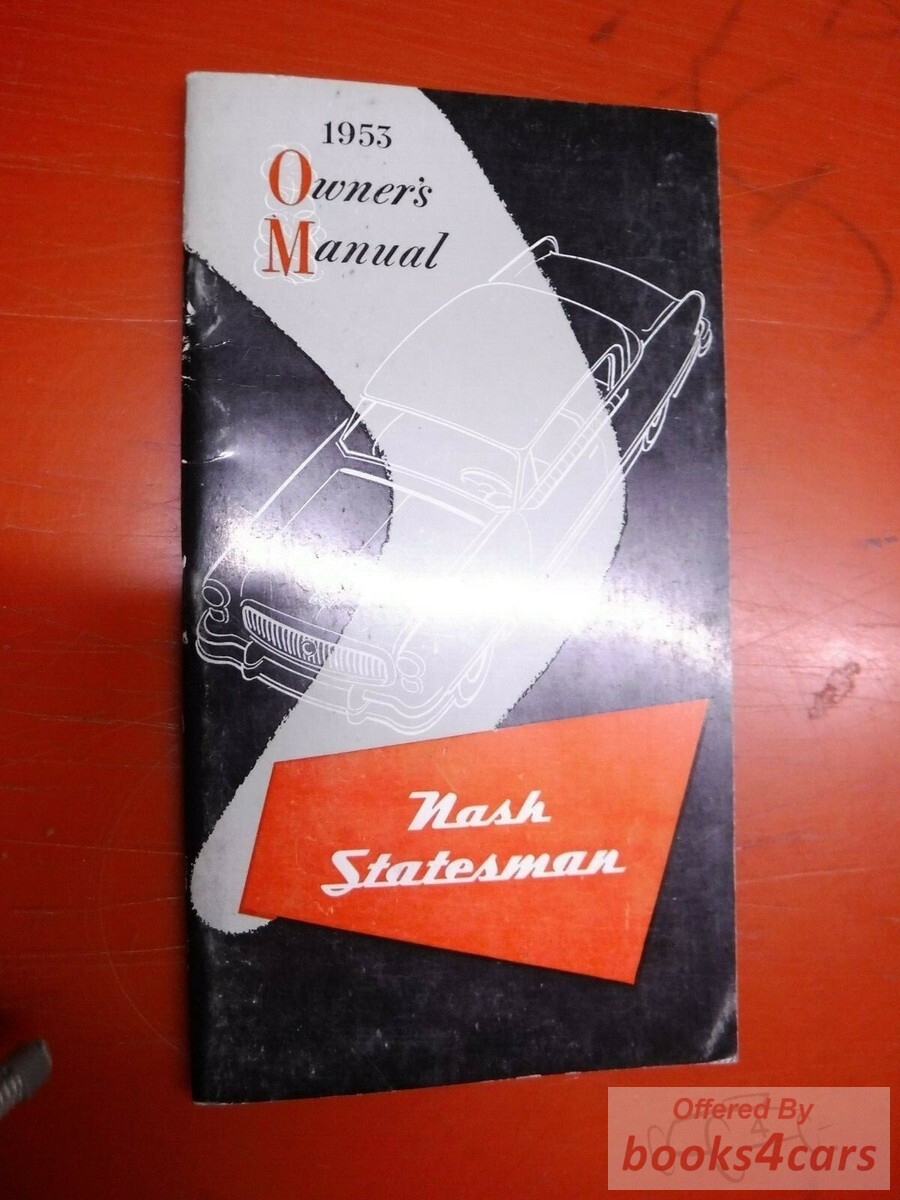 1953
Owner's
Manual
Nash
Statesman
Offered By
books4cars